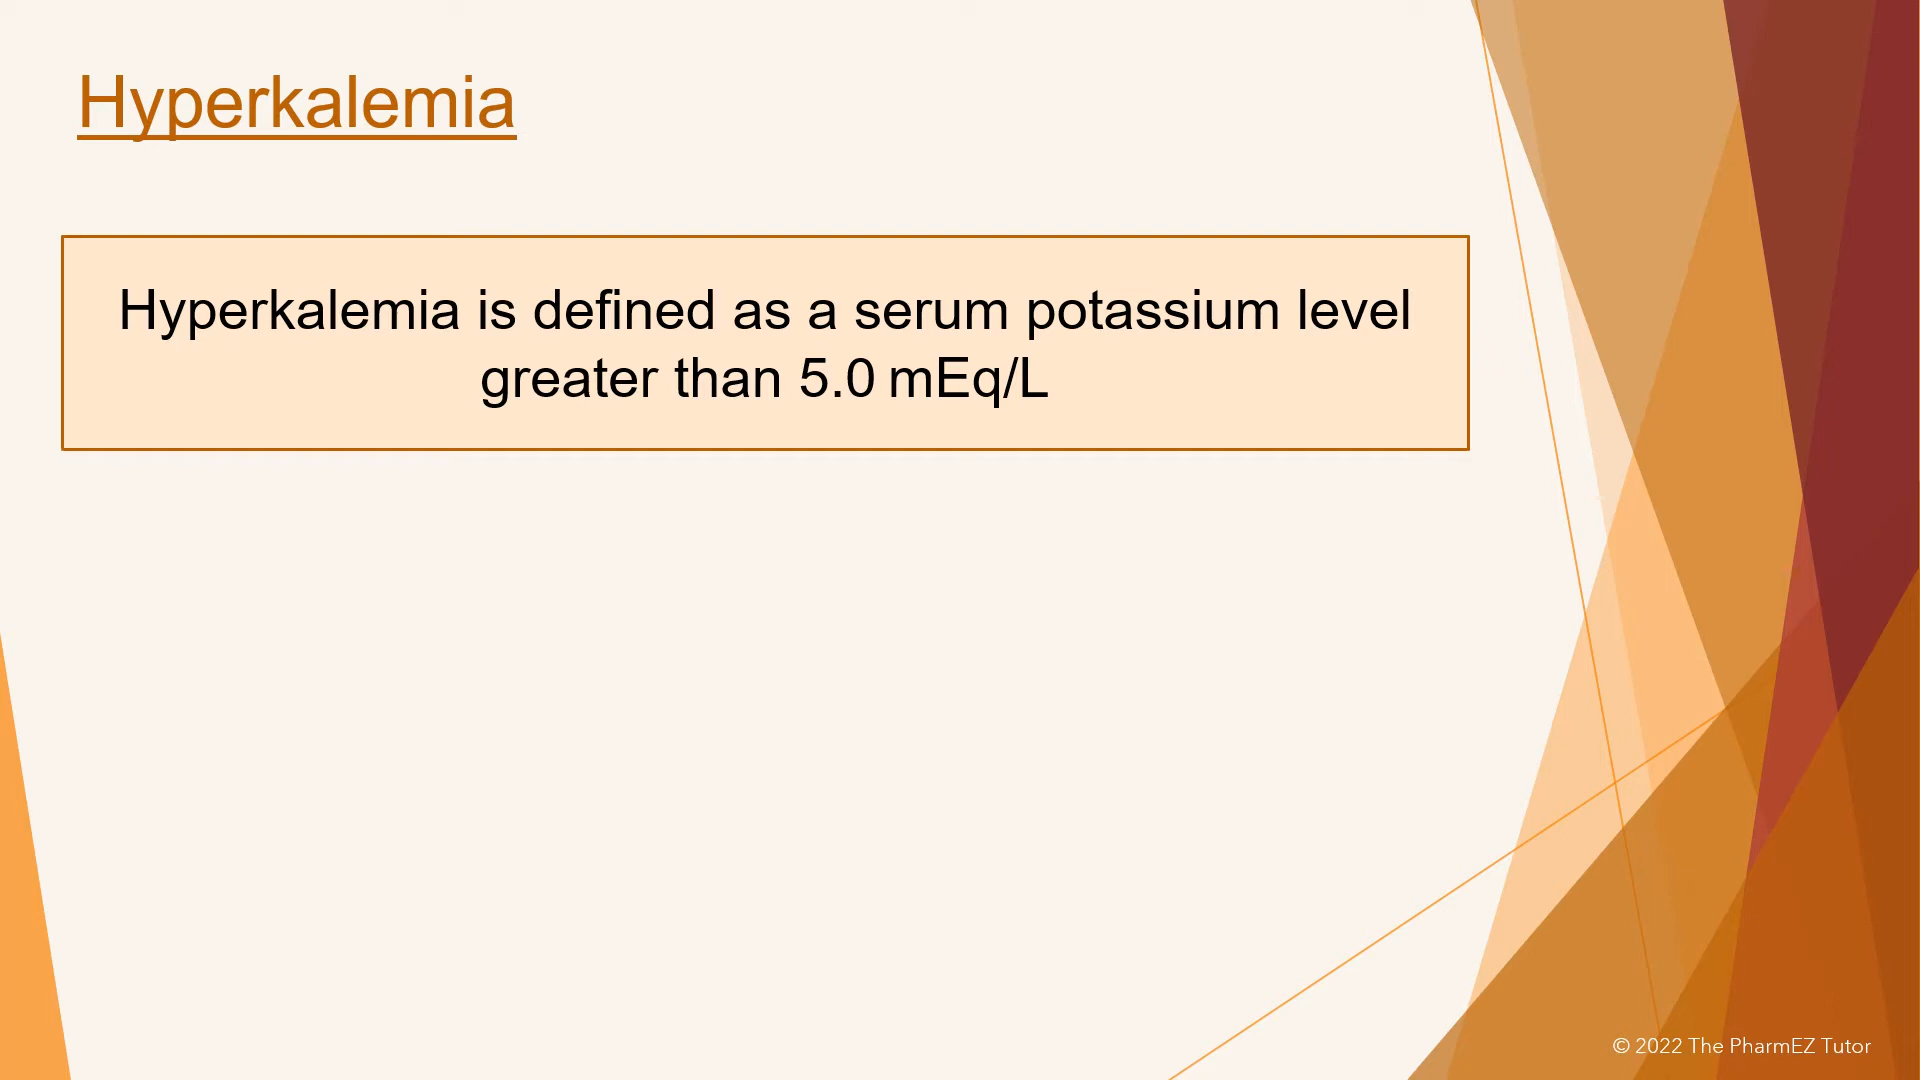 Hyperkalemia
Hyperkalemia is defined as a serum potassium level
greater than 5.0 mEq/L
© 2022 The PharmEZ Tutor